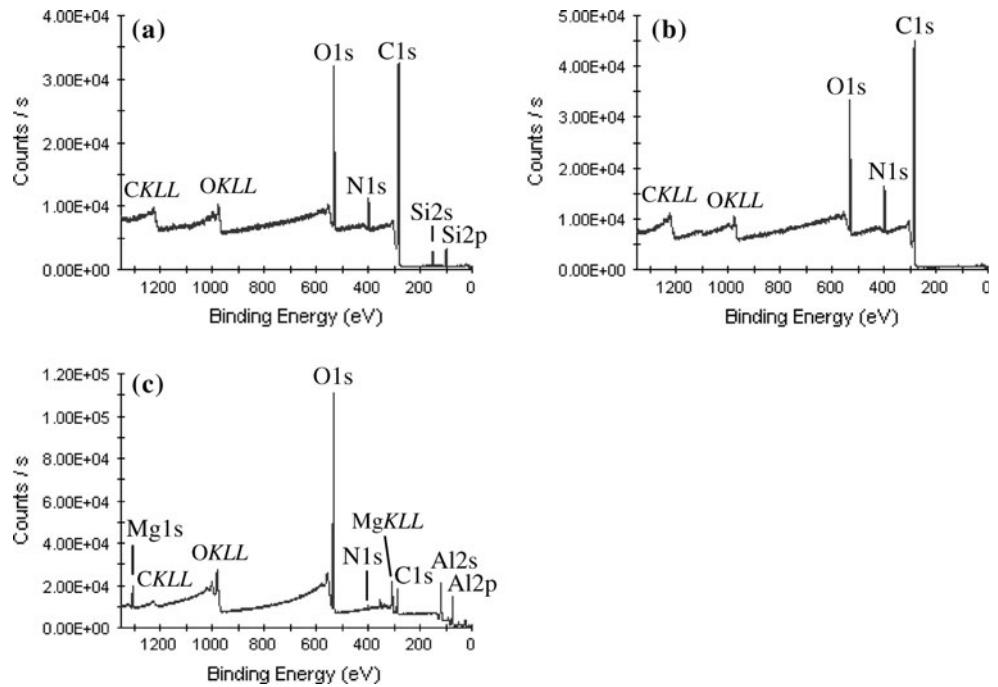 (a)
4.00E+04
3.00E+04
2.00E+04
1.00E+04
0.00E+00
Counts / s
O1s
C1s
CKLL
OKLL
N1s
Si2s
Si2p
1200 1000 800 600 400 200 0
Binding Energy (eV)
(b)
5.00E+04
4.00E+04
3.00E+04
2.00E+04
1.00E+04
0.00E+00
Counts / s
C1s
O1s
N1s
CKLL
OKLL
1200 1000 800 600 400 200 0
Binding Energy (eV)
(c)
1.20E+05
1.00E+05
8.00E+04
6.00E+04
4.00E+04
2.00E+04
0.00E+00
Counts / s
O1s
Mg1s
CKLL
OKLL
N1s
MgKLL
C1s
Al2s
Al2p
1200 1000 800 600 400 200 0
Binding Energy (eV)